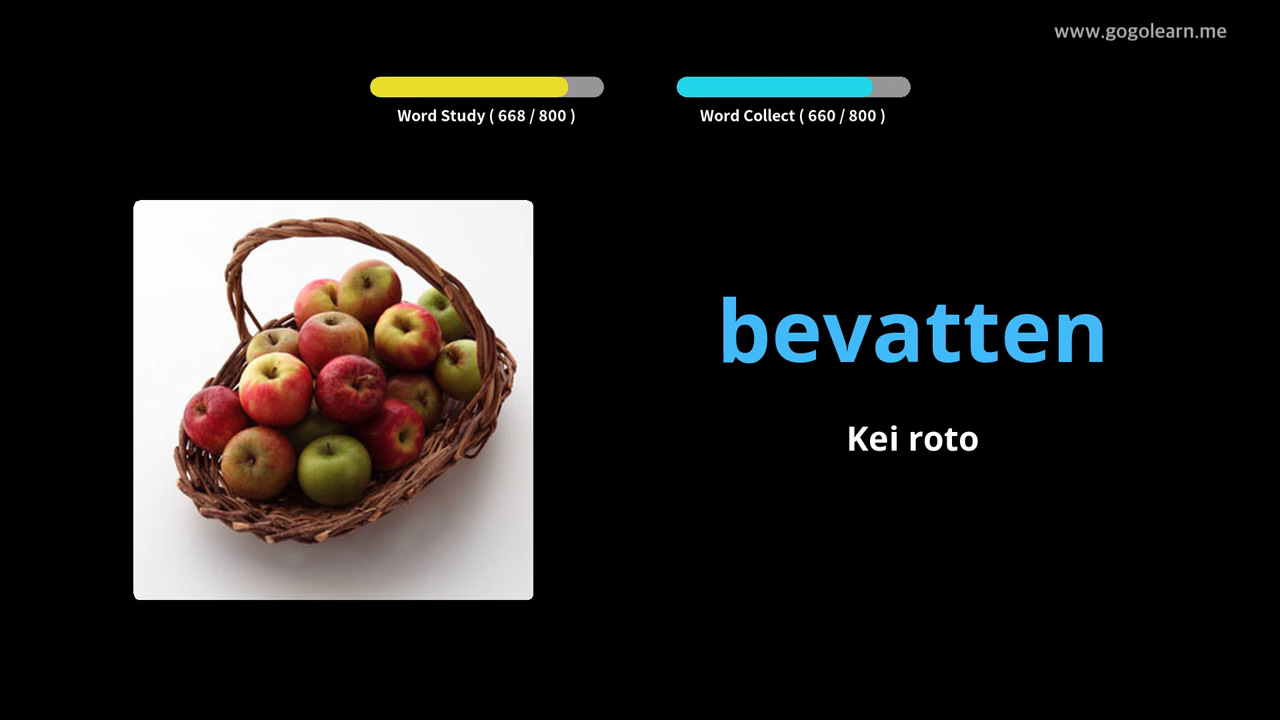 www.gogolearn.me
Word Study ( 668 / 800 )
Word Collect ( 660 / 800 )
bevatten
Kei roto